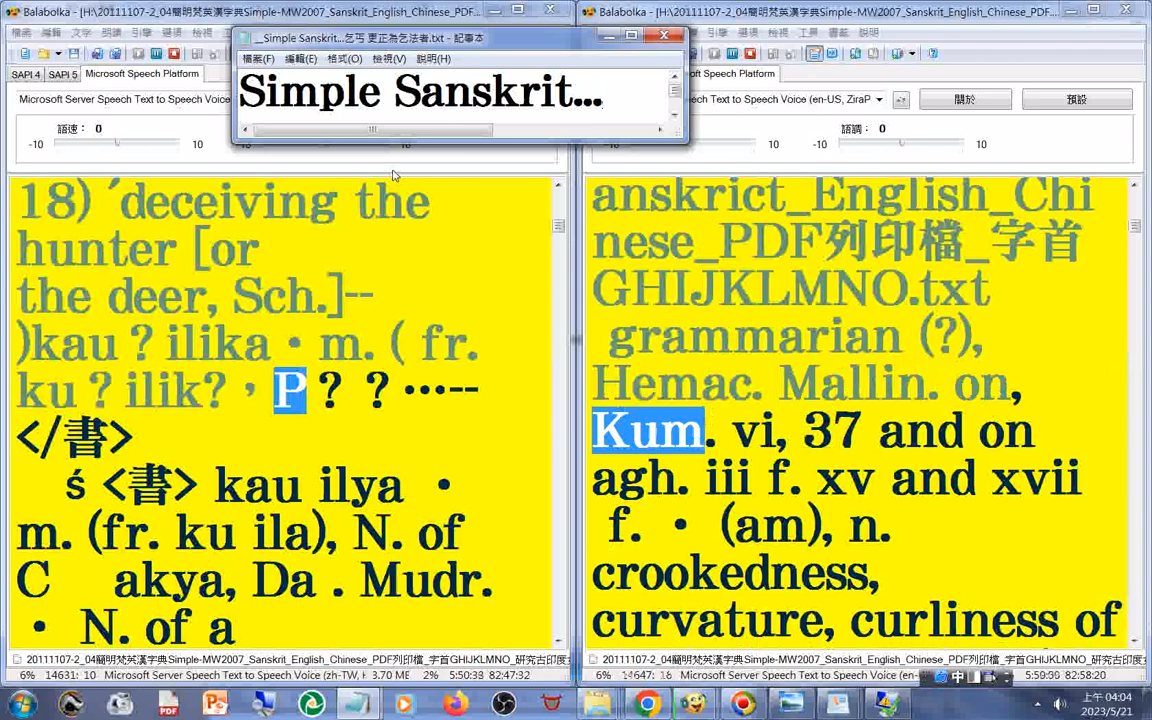 Balabolka - [H:\20111107-2_04簡明梵英漢字典Simple-MW2007_Sanskrit_English_Chinese_PDF...
檔案(F) 編輯(E) 格式(O) 檢視(V) 說明(H)
__Simple Sanskrit...乞丐 更正為乞法者.txt - 記事本
Simple Sanskrit...
SAPI 4 SAPI 5 Microsoft Speech Platform
Microsoft Server Speech Text to Speech Voice
語速： 0
-10 10
18) ´deceiving the
hunter [or
the deer, Sch.]--
)kau？ilika・m. ( fr.
ku？ilik?，P？？…--
</書>
ś <書> kau ilya ・
m. (fr. ku ila), N. of
C akya, Da . Mudr.
・ N. of a
20111107-2_04簡明梵英漢字典Simple-MW2007_Sanskrit_English_Chinese_PDF列印檔_字首GHIJKLMNO_研究古印度
6% 14631: 10 Microsoft Server Speech Text to Speech Voice (zh-TW, H 3.70 ME 2% 5:50:33 82:47:32
Balabolka - [H:\20111107-2_04簡明梵英漢字典Simple-MW2007_Sanskrit_English_Chinese_PDF...
oft Speech Platform
ech Text to Speech Voice (en-US, ZiraP 關於 預設
語調： 0
-10 10
anskrict_English_Chi
nese_PDF列印檔_字首
GHIJKLMNO.txt
grammarian (?),
Hemac. Mallin. on,
Kum. vi, 37 and on
agh. iii f. xv and xvii
f. ・ (am), n.
crookedness,
curvature, curliness of
20111107-2_04簡明梵英漢字典Simple-MW2007_Sanskrit_English_Chinese_PDF列印檔_字首GHIJKLMNO_研究古印度
6% 14647: 16 Microsoft Server Speech Text to Speech Voice 5:59:30 82:58:20
中
上午 04:04
2023/5/21